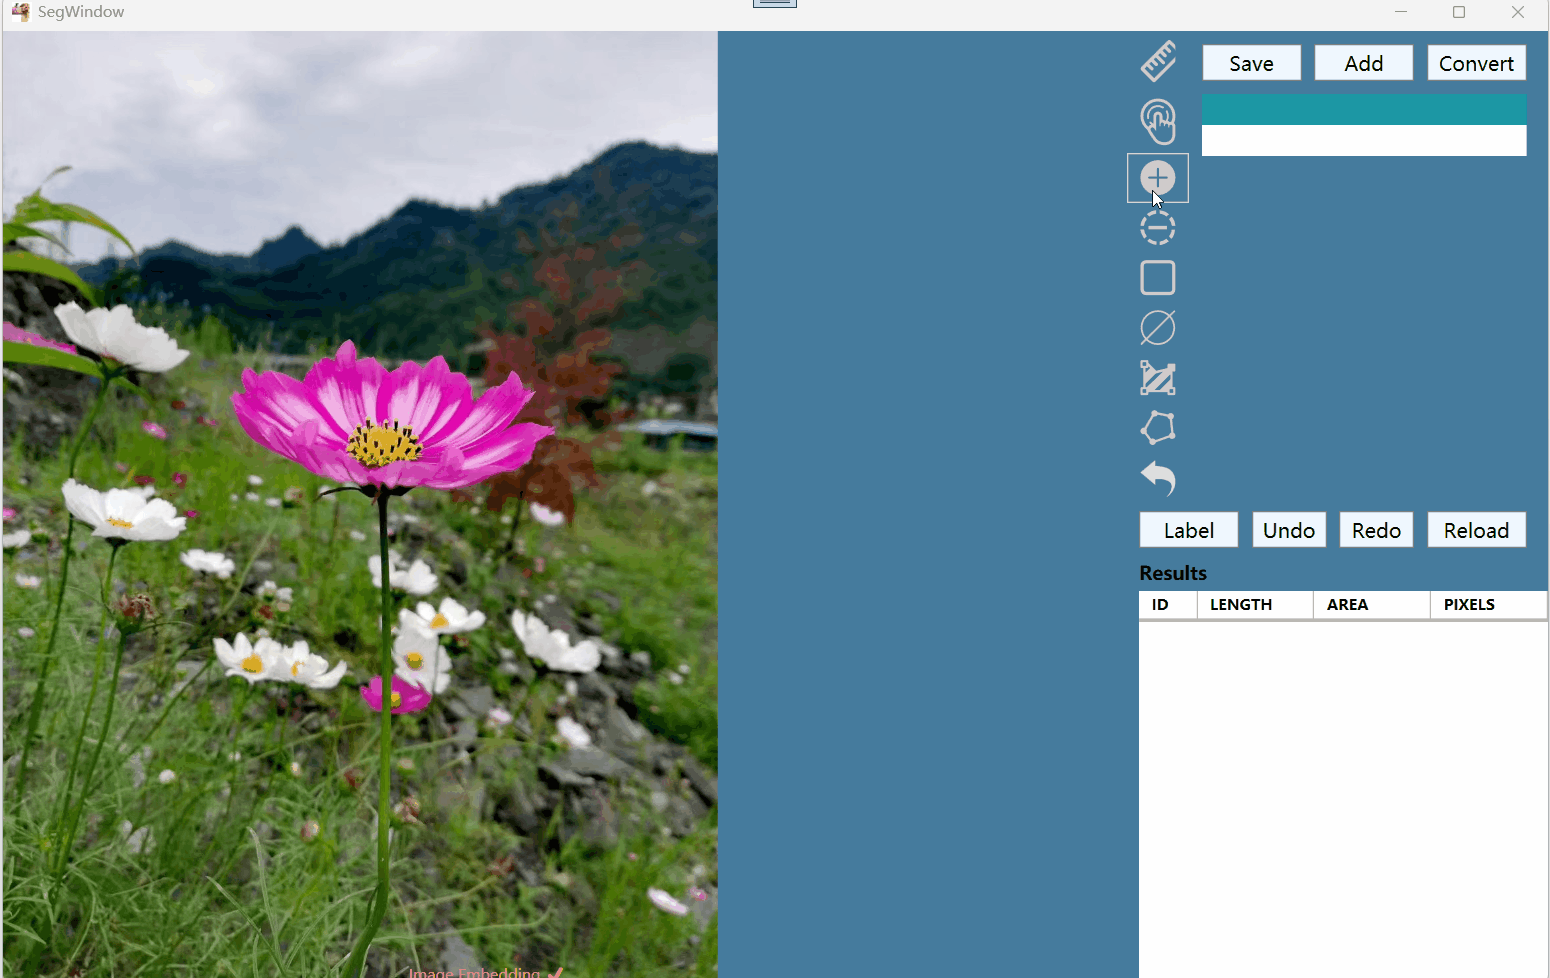 SegWindow
Save Add Convert
Label Undo Redo Reload
Results
ID LENGTH AREA PIXELS
Image Embedding ✓